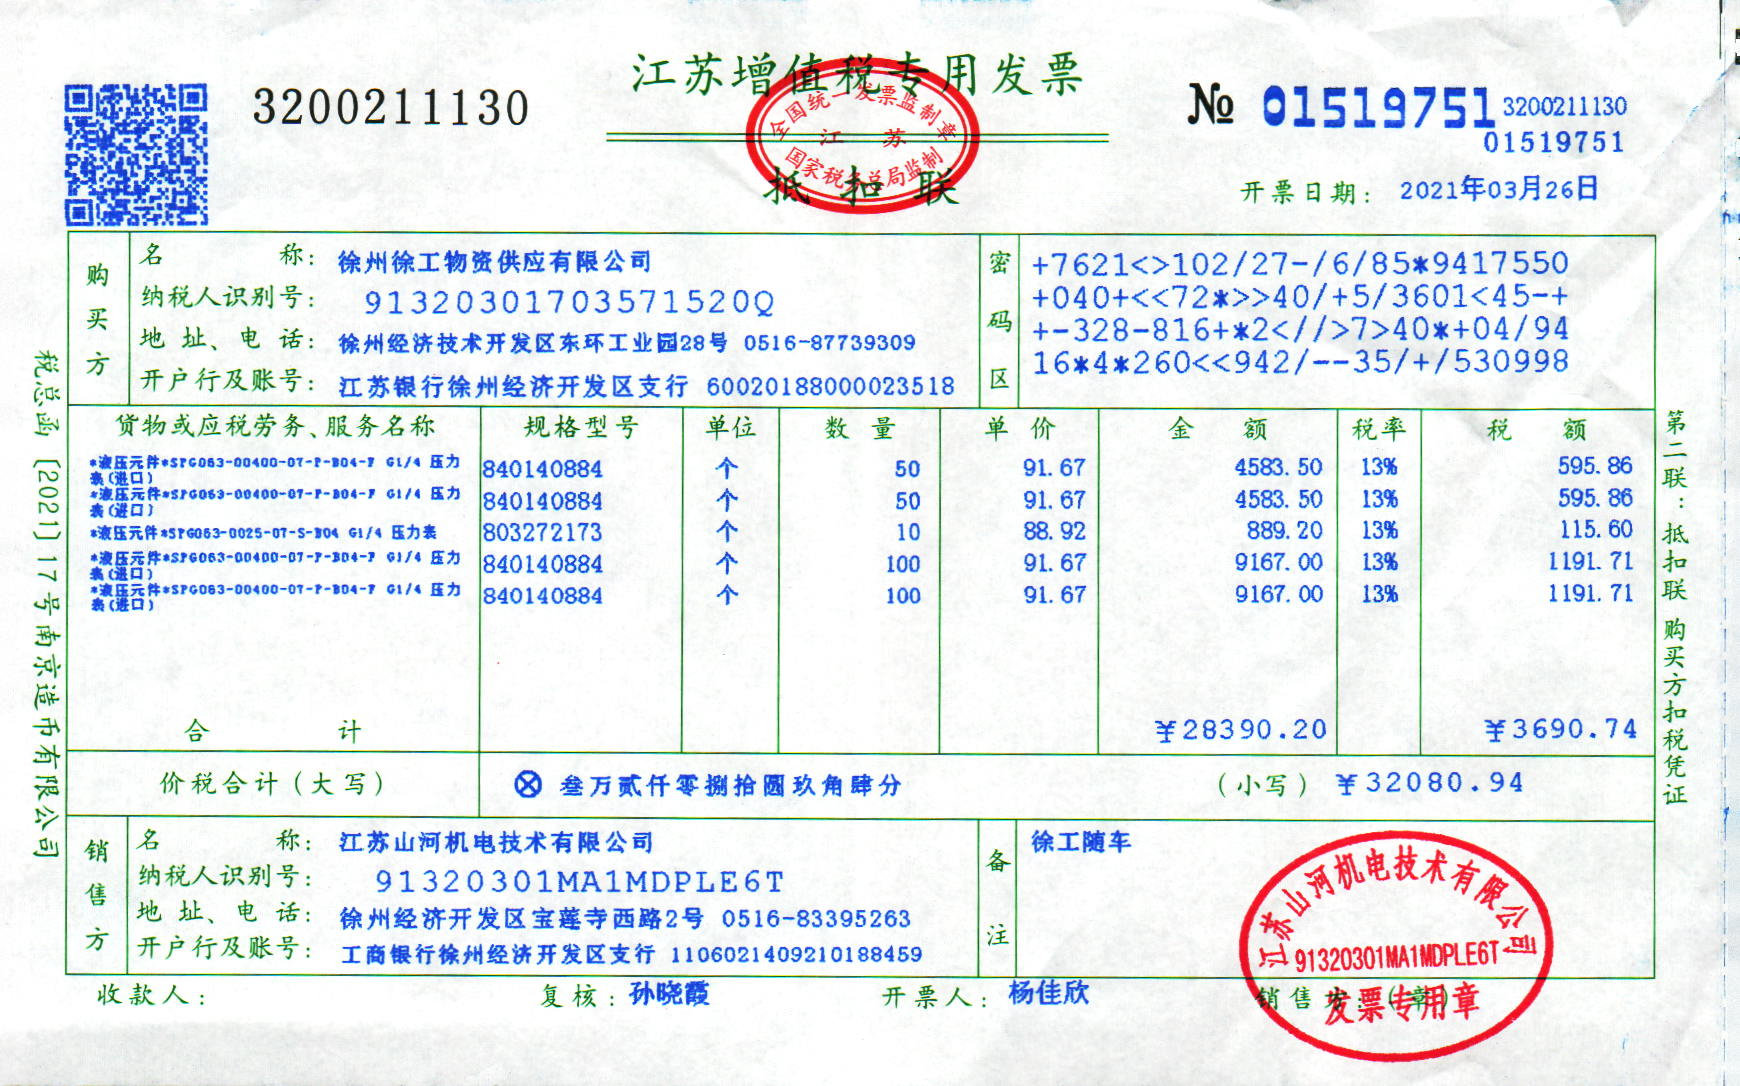 3200211130
江苏增值税专用发票
全国统一发票监制章
江苏
国家税务总局监制
抵扣联
№ 01519751
3200211130
01519751
开票日期： 2021年03月26日
购买方
名称： 徐州徐工物资供应有限公司
纳税人识别号： 91320301703571520Q
地址、电话： 徐州经济技术开发区东环工业园28号 0516-87739309
开户行及账号： 江苏银行徐州经济开发区支行 60020188000023518
密码区
+7621<>102/27-/6/85*9417550
+040+<<72*>>40/+5/3601<45-+
+-328-816+*2<//>7>40*+04/94
16*4*260<<942/--35/+/530998
货物或应税劳务、服务名称 规格型号 单位 数量 单价 金额 税率 税额
*液压元件*SPG063-00400-07-P-B04-F G1/4 压力表(进口) 840140884 个 50 91.67 4583.50 13% 595.86
*液压元件*SPG063-00400-07-P-B04-F G1/4 压力表(进口) 840140884 个 50 91.67 4583.50 13% 595.86
*液压元件*SPG063-0025-07-S-B04 G1/4 压力表 803272173 个 10 88.92 889.20 13% 115.60
*液压元件*SPG063-00400-07-P-B04-F G1/4 压力表(进口) 840140884 个 100 91.67 9167.00 13% 1191.71
*液压元件*SPG063-00400-07-P-B04-F G1/4 压力表(进口) 840140884 个 100 91.67 9167.00 13% 1191.71
合计 ￥28390.20 ￥3690.74
价税合计（大写） ⊗ 叁万贰仟零捌拾圆玖角肆分 （小写） ￥32080.94
销售方
名称： 江苏山河机电技术有限公司
纳税人识别号： 91320301MA1MDPLE6T
地址、电话： 徐州经济开发区宝莲寺西路2号 0516-83395263
开户行及账号： 工商银行徐州经济开发区支行 1106021409210188459
备注
徐工随车
江苏山河机电技术有限公司
91320301MA1MDPLE6T
发票专用章
收款人： 复核：孙晓霞 开票人：杨佳欣 销售方：（章）
税总函〔2021〕17号南京造币有限公司
第二联：抵扣联 购买方扣税凭证